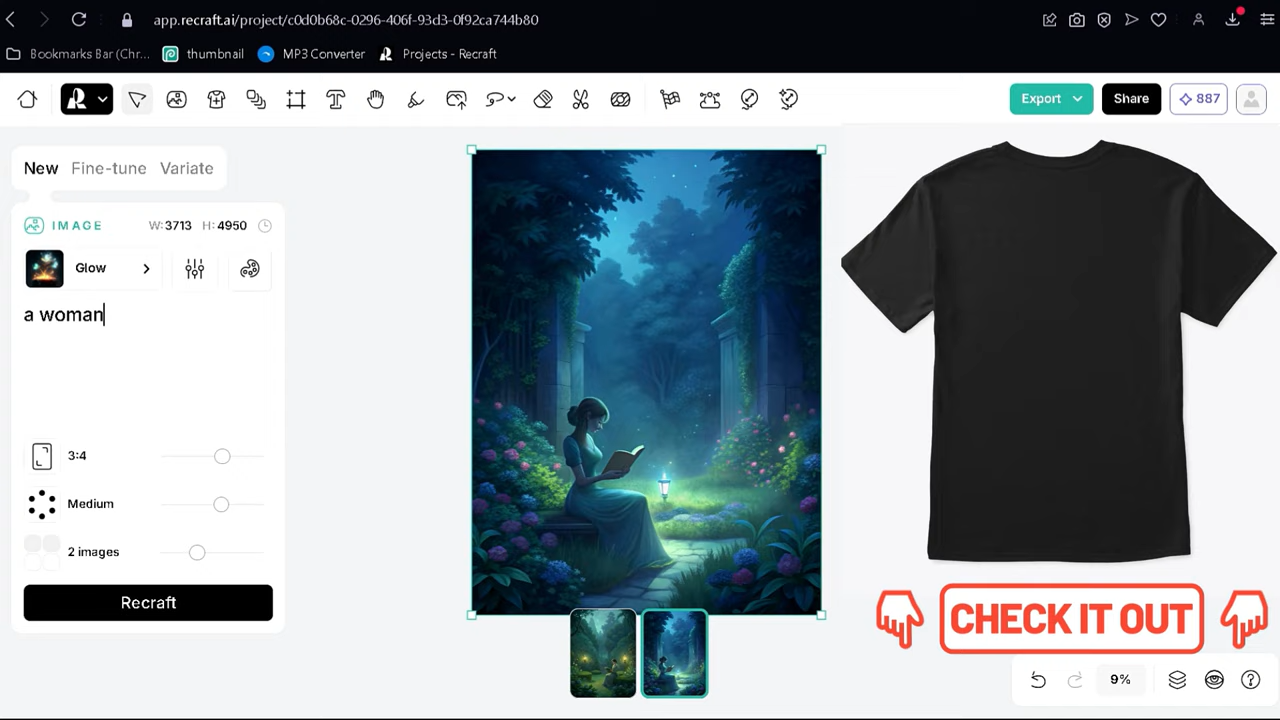 app.recraft.ai/project/c0d0b68c-0296-406f-93d3-0f92ca744b80
Bookmarks Bar (Chr... thumbnail MP3 Converter Projects - Recraft
Export Share 887
New Fine-tune Variate
IMAGE W:3713 H:4950
Glow
a woman
3:4
Medium
2 images
Recraft
CHECK IT OUT
9%